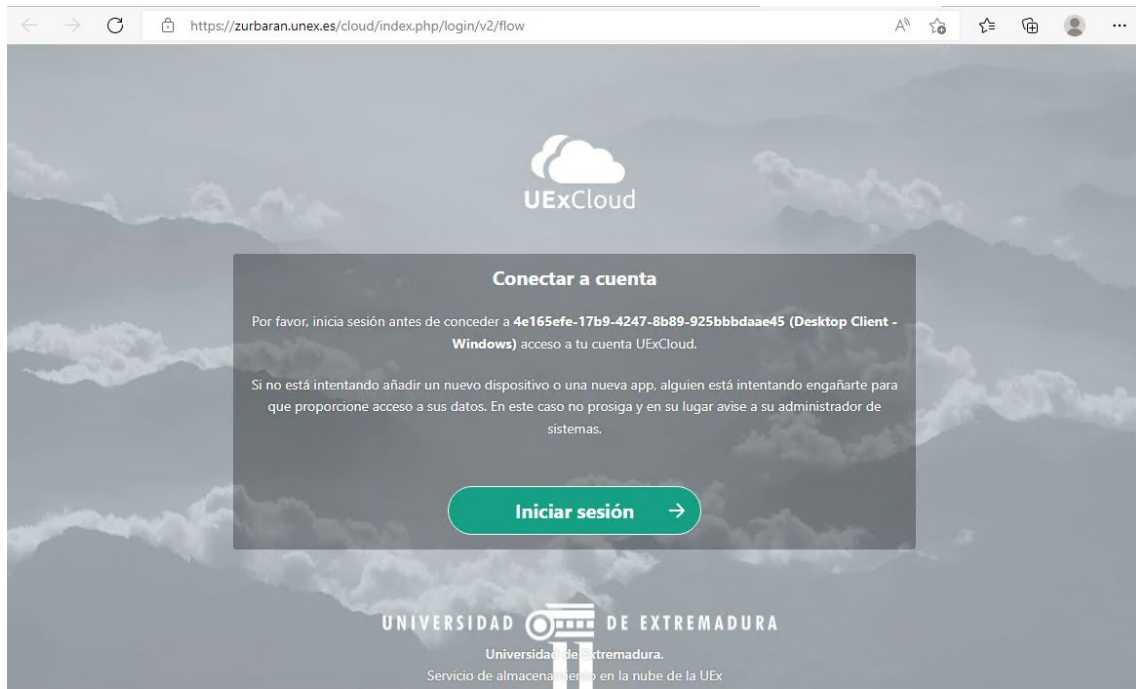 https://zurbaran.unex.es/cloud/index.php/login/v2/flow
UExCloud
Conectar a cuenta
Por favor, inicia sesión antes de conceder a 4e165efe-17b9-4247-8b89-925bbbdaae45 (Desktop Client -
Windows) acceso a tu cuenta UExCloud.
Si no está intentando añadir un nuevo dispositivo o una nueva app, alguien está intentando engañarte para
que proporcione acceso a sus datos. En este caso no prosiga y en su lugar avise a su administrador de
sistemas.
Iniciar sesión
UNIVERSIDAD DE EXTREMADURA
Universidad de Extremadura.
Servicio de almacenamiento en la nube de la UEx